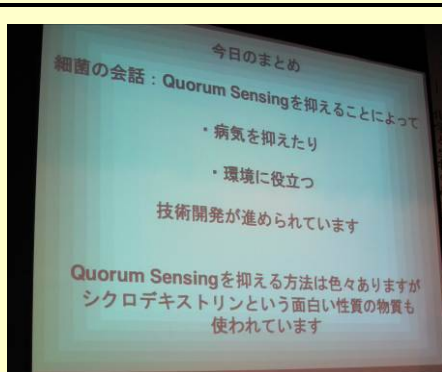 今日のまとめ
細菌の会話：Quorum Sensingを抑えることによって
・病気を抑えたり
・環境に役立つ
技術開発が進められています
Quorum Sensingを抑える方法は色々ありますが
シクロデキストリンという面白い性質の物質も
使われています